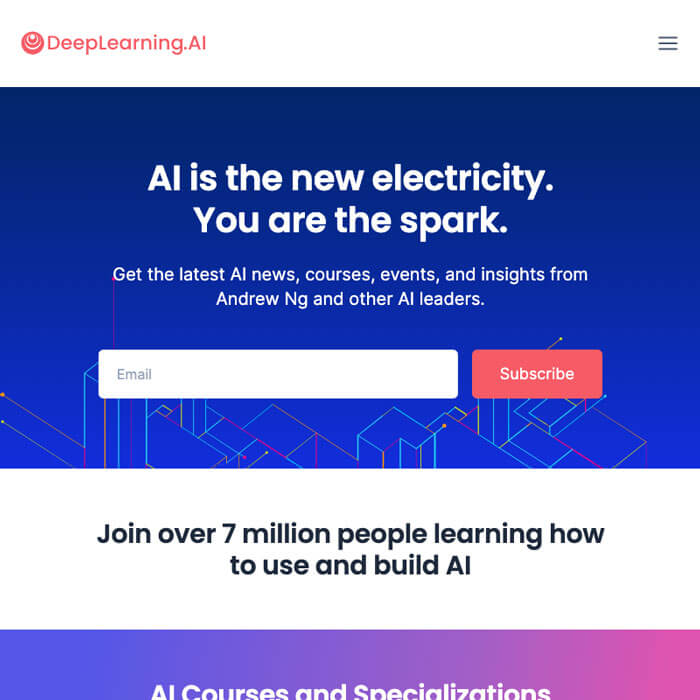 DeepLearning.AI
AI is the new electricity.
You are the spark.
Get the latest AI news, courses, events, and insights from
Andrew Ng and other AI leaders.
Email
Subscribe
Join over 7 million people learning how
to use and build AI
AI Courses and Specializations